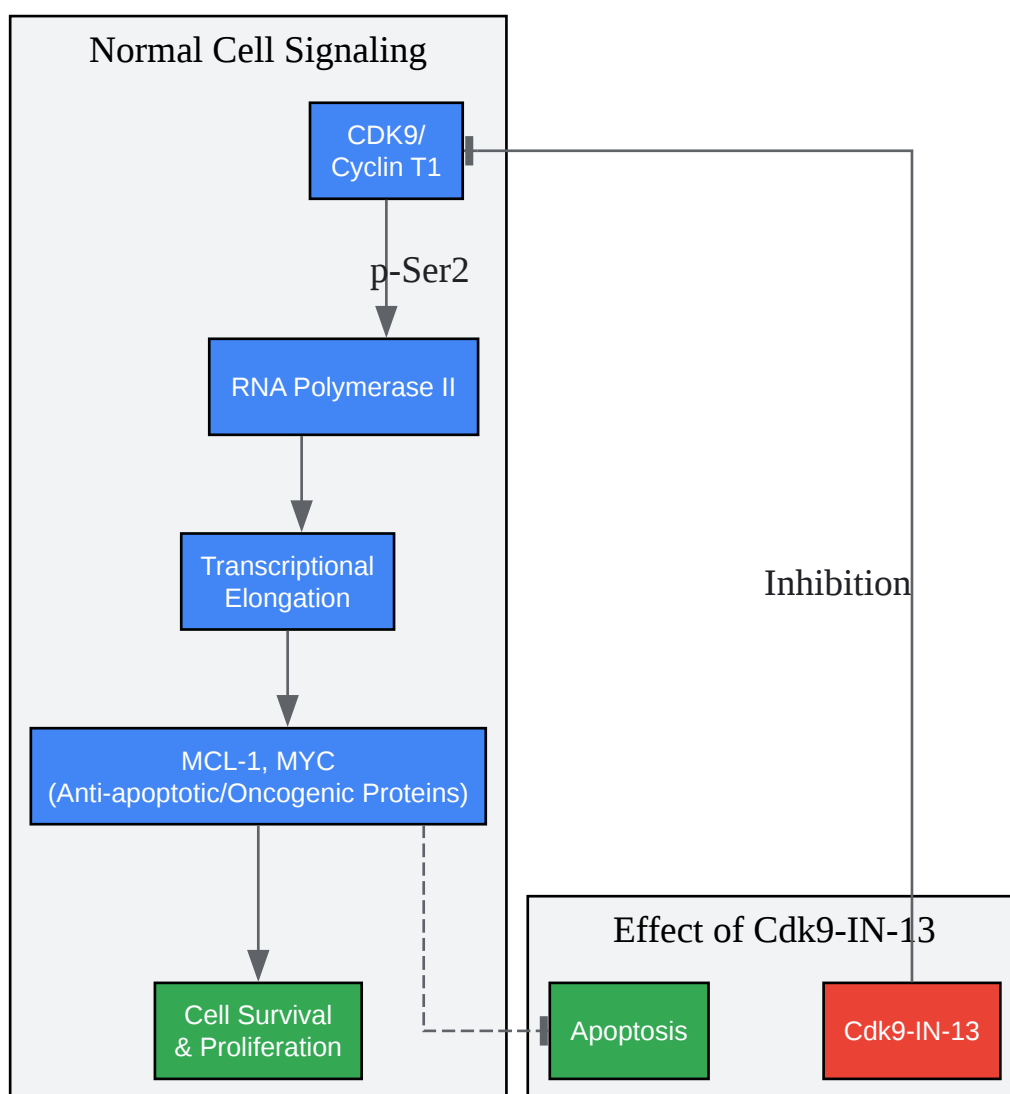 Normal Cell Signaling
CDK9/
Cyclin T1
p-Ser2
RNA Polymerase II
Transcriptional
Elongation
Inhibition
MCL-1, MYC
(Anti-apoptotic/Oncogenic Proteins)
Effect of Cdk9-IN-13
Cell Survival
& Proliferation
Apoptosis
Cdk9-IN-13